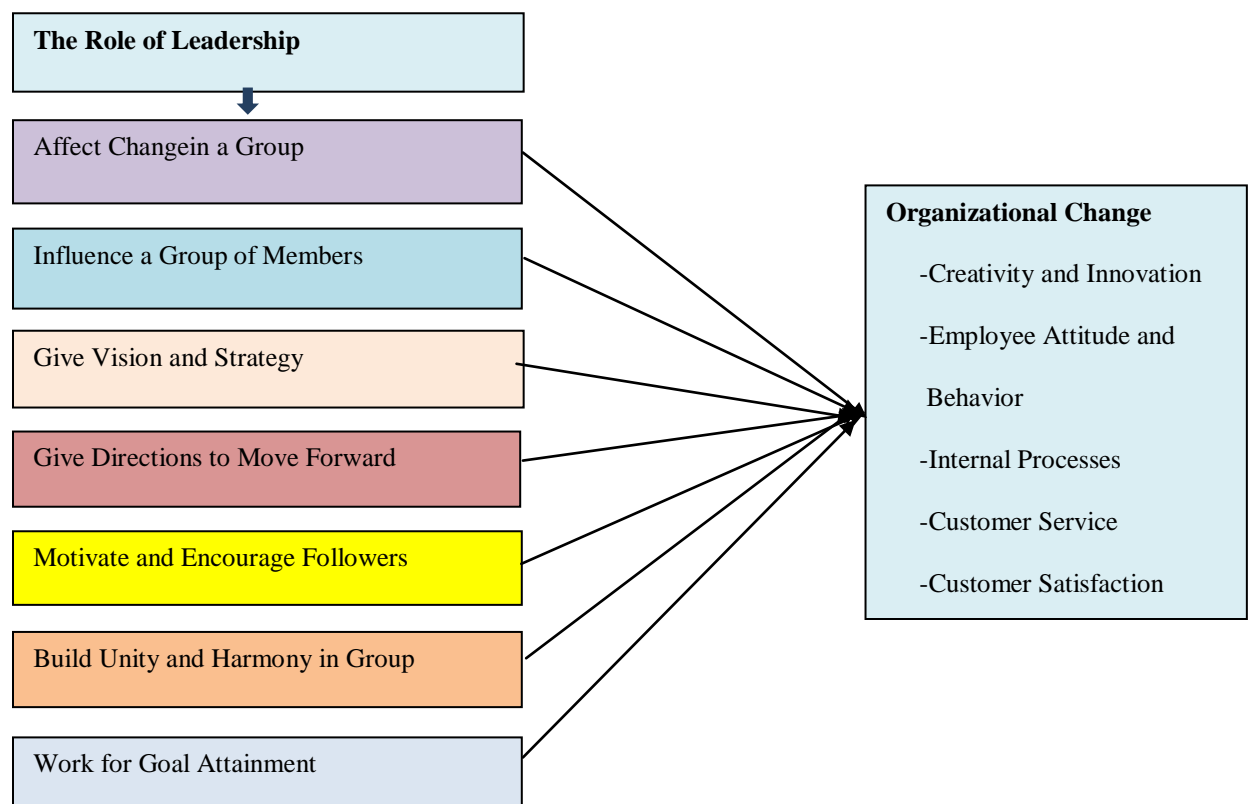 The Role of Leadership
Affect Changein a Group
Influence a Group of Members
Give Vision and Strategy
Give Directions to Move Forward
Motivate and Encourage Followers
Build Unity and Harmony in Group
Work for Goal Attainment
Organizational Change
-Creativity and Innovation
-Employee Attitude and
Behavior
-Internal Processes
-Customer Service
-Customer Satisfaction